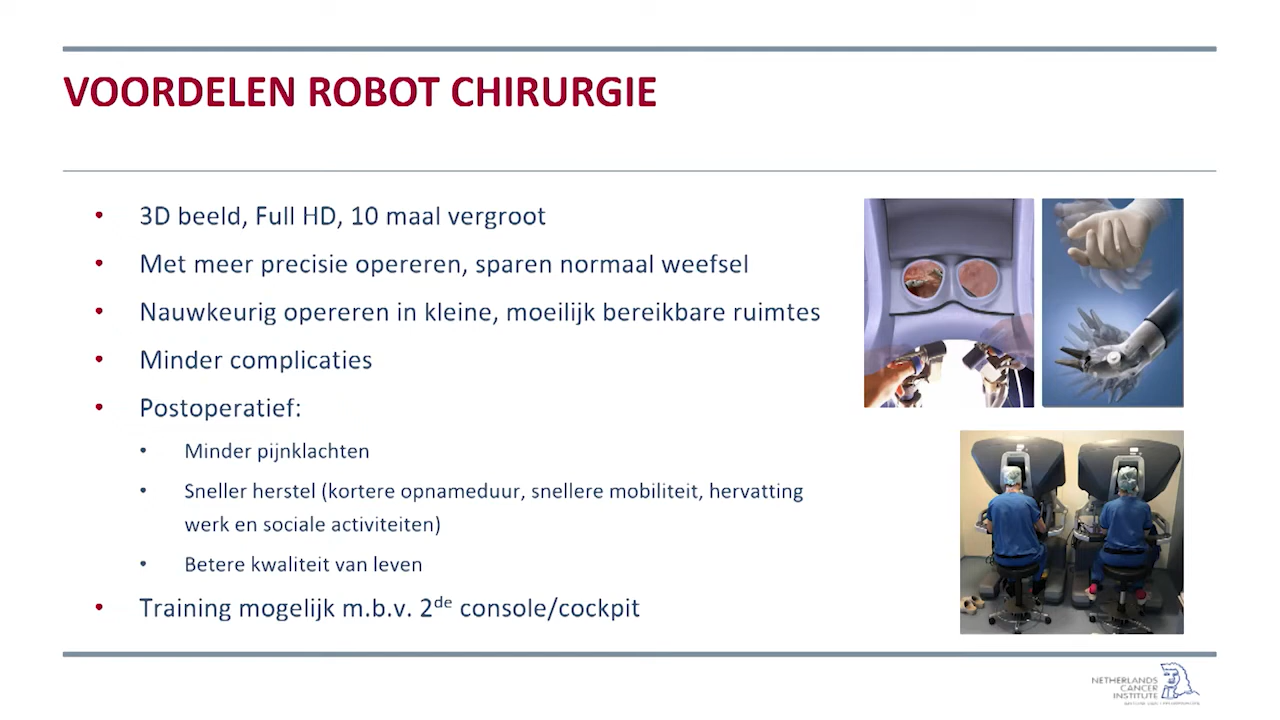 VOORDELEN ROBOT CHIRURGIE
• 3D beeld, Full HD, 10 maal vergroot
• Met meer precisie opereren, sparen normaal weefsel
• Nauwkeurig opereren in kleine, moeilijk bereikbare ruimtes
• Minder complicaties
• Postoperatief:
• Minder pijnklachten
• Sneller herstel (kortere opnameduur, snellere mobiliteit, hervatting
werk en sociale activiteiten)
• Betere kwaliteit van leven
• Training mogelijk m.b.v. 2de console/cockpit
NETHERLANDS
CANCER
INSTITUTE